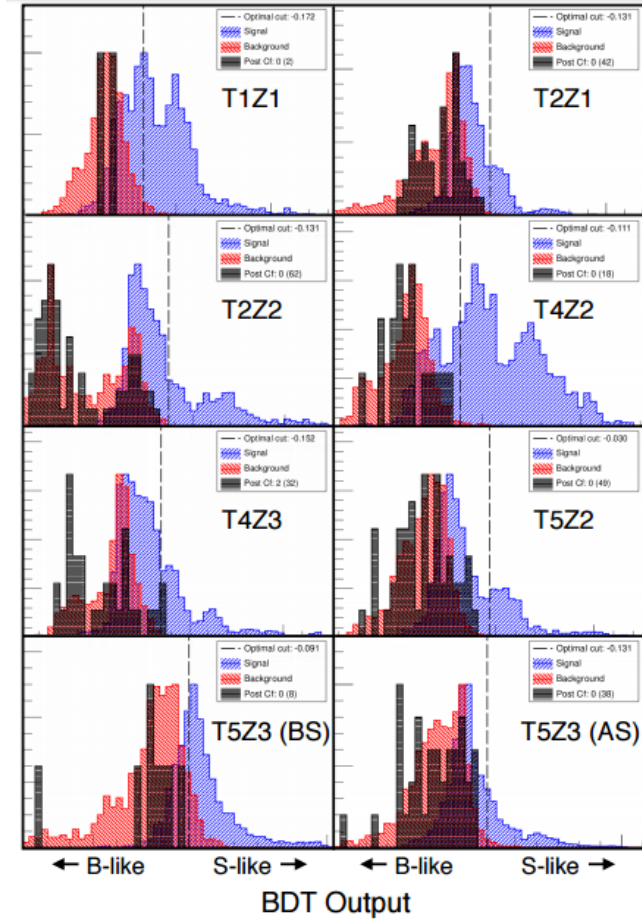 Optimal cut: -0.172
Signal
Background
Post Cf: 0 (2)
T1Z1
Optimal cut: -0.131
Signal
Background
Post Cf: 0 (42)
T2Z1
Optimal cut: -0.131
Signal
Background
Post Cf: 0 (62)
T2Z2
Optimal cut: -0.111
Signal
Background
Post Cf: 0 (18)
T4Z2
Optimal cut: -0.152
Signal
Background
Post Cf: 2 (32)
T4Z3
Optimal cut: -0.030
Signal
Background
Post Cf: 0 (49)
T5Z2
Optimal cut: -0.091
Signal
Background
Post Cf: 0 (8)
T5Z3 (BS)
Optimal cut: -0.131
Signal
Background
Post Cf: 0 (38)
T5Z3 (AS)
← B-like S-like →
← B-like S-like →
BDT Output